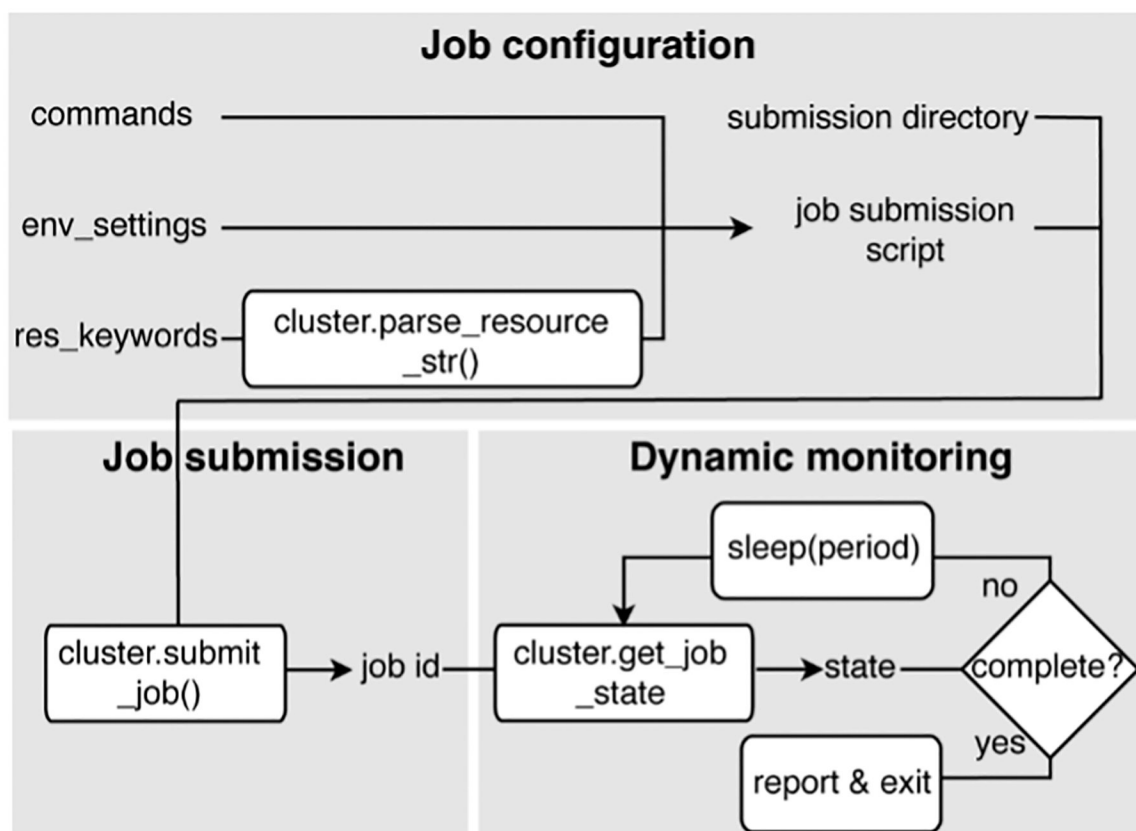 Job configuration
commands
submission directory
env_settings
job submission
script
res_keywords
cluster.parse_resource
_str()
Job submission
Dynamic monitoring
sleep(period)
no
cluster.submit
_job()
job id
cluster.get_job
_state
state
complete?
yes
report & exit